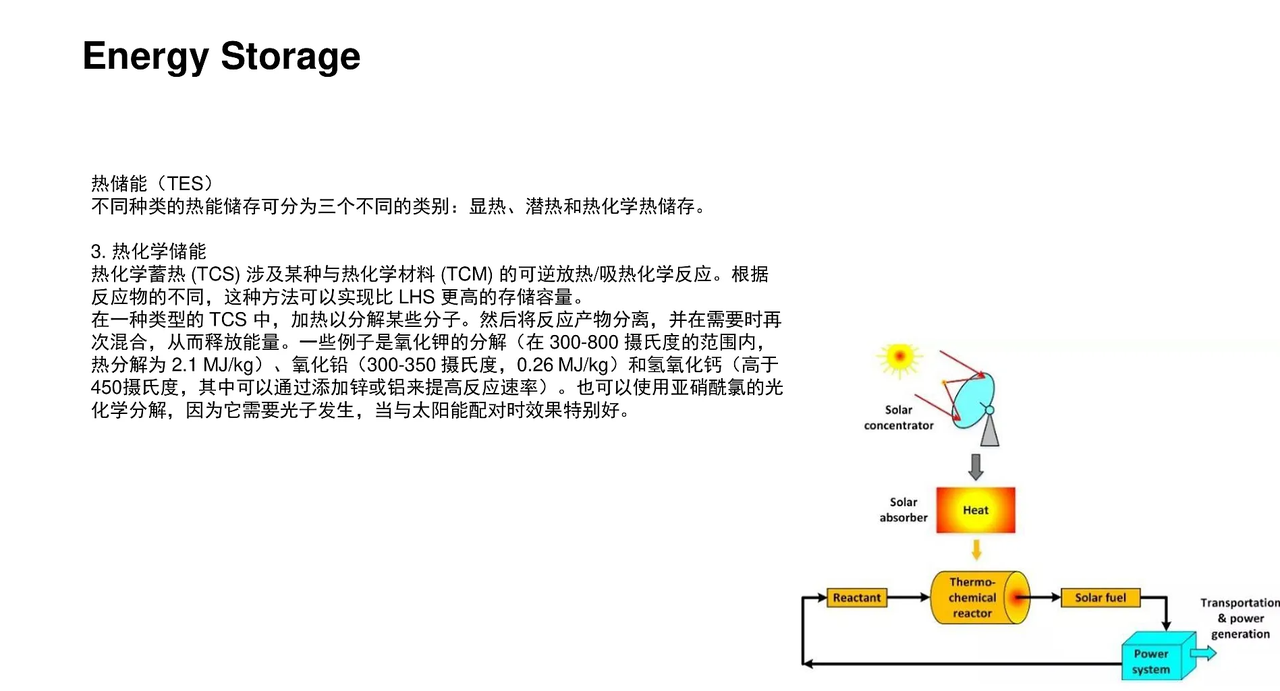 Energy Storage
热储能（TES）
不同种类的热能储存可分为三个不同的类别：显热、潜热和热化学热储存。
3. 热化学储能
热化学蓄热 (TCS) 涉及某种与热化学材料 (TCM) 的可逆放热/吸热化学反应。根据
反应物的不同，这种方法可以实现比 LHS 更高的存储容量。
在一种类型的 TCS 中，加热以分解某些分子。然后将反应产物分离，并在需要时再
次混合，从而释放能量。一些例子是氧化钾的分解（在 300-800 摄氏度的范围内，
热分解为 2.1 MJ/kg）、氧化铅（300-350 摄氏度，0.26 MJ/kg）和氢氧化钙（高于
450摄氏度，其中可以通过添加锌或铝来提高反应速率）。也可以使用亚硝酰氯的光
化学分解，因为它需要光子发生，当与太阳能配对时效果特别好。
Solar
concentrator
Solar
absorber
Heat
Reactant
Thermo-
chemical
reactor
Solar fuel
Transportation
& power
generation
Power
system